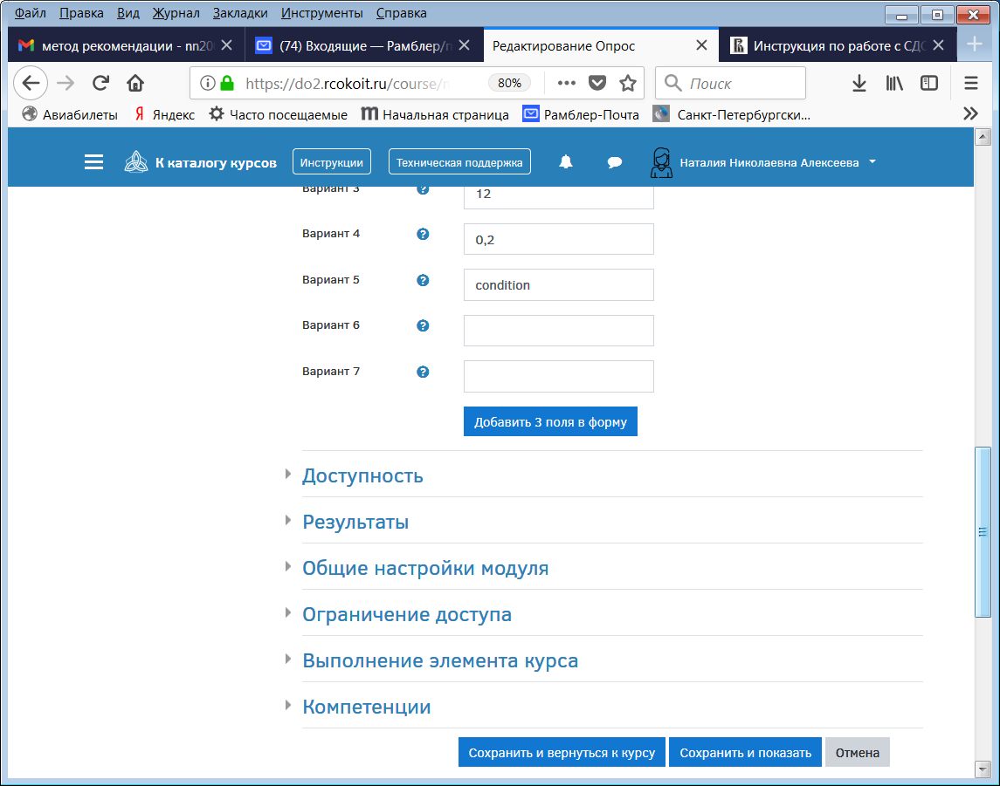 Файл Правка Вид Журнал Закладки Инструменты Справка
метод рекомендации - nn20 (74) Входящие — Рамблер/ Редактирование Опрос Инструкция по работе с СДО
https://do2.rcokoit.ru/course/ 80% Поиск
Авиабилеты Яндекс Часто посещаемые Начальная страница Рамблер-Почта Санкт-Петербургски...
К каталогу курсов Инструкции Техническая поддержка Наталия Николаевна Алексеева
Вариант 3 12
Вариант 4 0,2
Вариант 5 condition
Вариант 6
Вариант 7
Добавить 3 поля в форму
Доступность
Результаты
Общие настройки модуля
Ограничение доступа
Выполнение элемента курса
Компетенции
Сохранить и вернуться к курсу Сохранить и показать Отмена